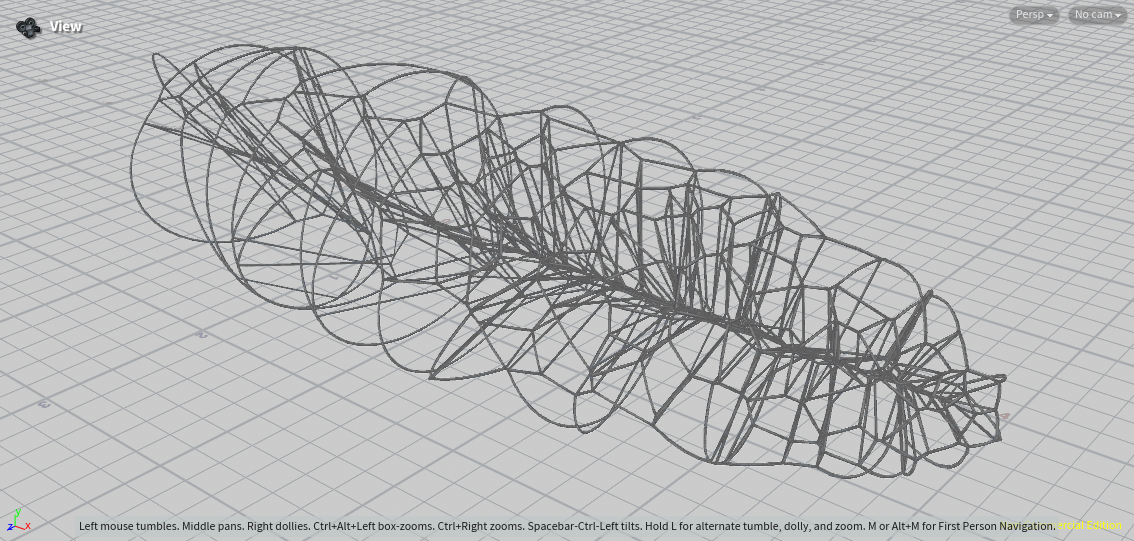 View
Persp
No cam
Left mouse tumbles. Middle pans. Right dollies. Ctrl+Alt+Left box-zooms. Ctrl+Right zooms. Spacebar-Ctrl-Left tilts. Hold L for alternate tumble, dolly, and zoom. M or Alt+M for First Person Navigation. Edition
y
z x